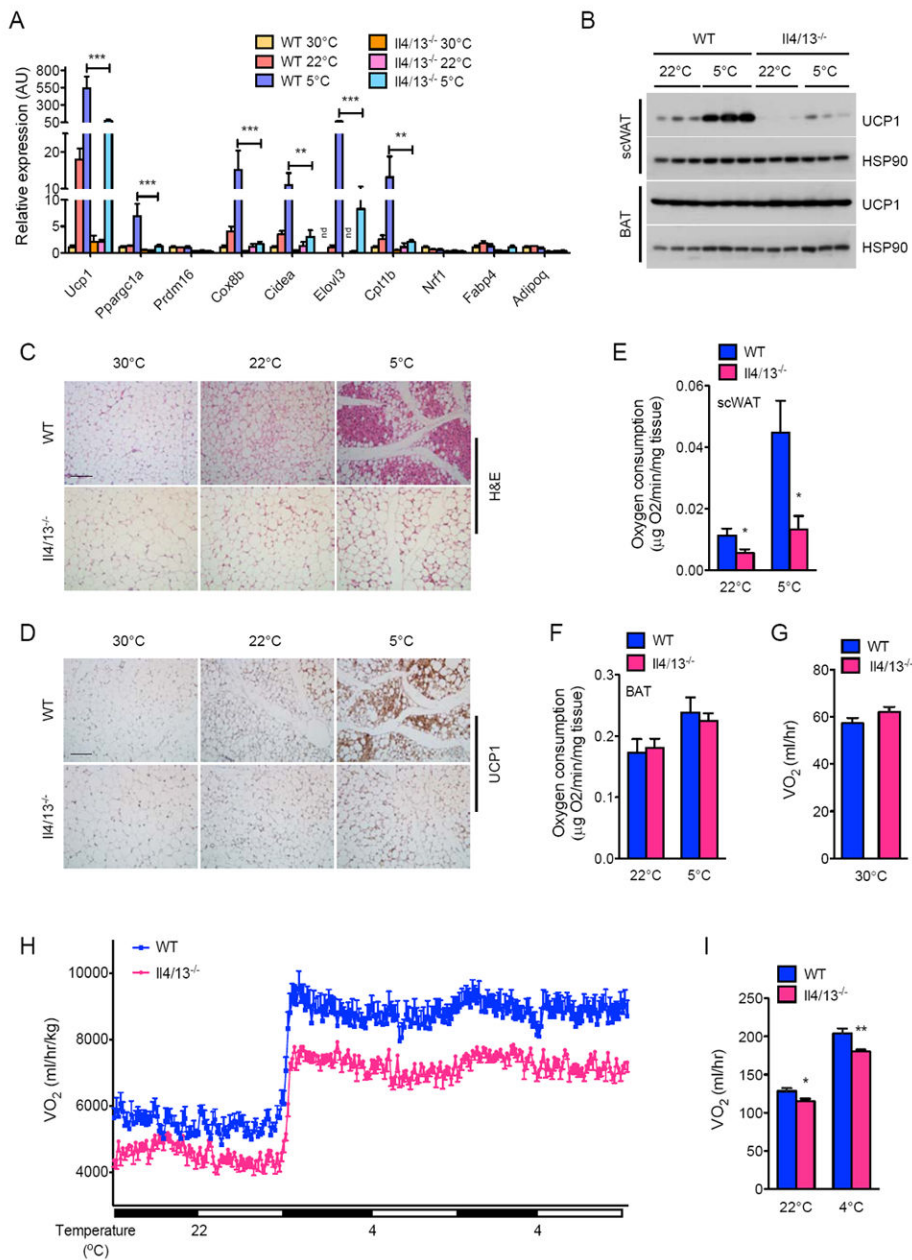 A
WT 30°C
WT 22°C
WT 5°C
Il4/13-/- 30°C
Il4/13-/- 22°C
Il4/13-/- 5°C
Relative expression (AU)
800
550
300
50
20
10
5
0
***
***
***
**
***
**
nd
nd
Ucp1
Ppargc1a
Prdm16
Cox8b
Cidea
Elovl3
Cpt1b
Nrf1
Fabp4
Adipoq
B
WT Il4/13-/-
22°C 5°C 22°C 5°C
scWAT
UCP1
HSP90
BAT
UCP1
HSP90
C
30°C 22°C 5°C
WT
Il4/13-/-
H&E
D
30°C 22°C 5°C
WT
Il4/13-/-
UCP1
E
WT
Il4/13-/-
scWAT
Oxygen consumption
(µg O2/min/mg tissue)
0.06
0.04
0.02
0.00
*
*
22°C 5°C
F
WT
Il4/13-/-
BAT
Oxygen consumption
(µg O2/min/mg tissue)
0.3
0.2
0.1
0.0
22°C 5°C
G
WT
Il4/13-/-
VO2 (ml/hr)
80
60
40
20
0
30°C
H
WT
Il4/13-/-
VO2 (ml/hr/kg)
10000
8000
6000
4000
Temperature
(°C)
22 4 4
I
WT
Il4/13-/-
VO2 (ml/hr)
250
200
150
100
50
0
*
**
22°C 4°C